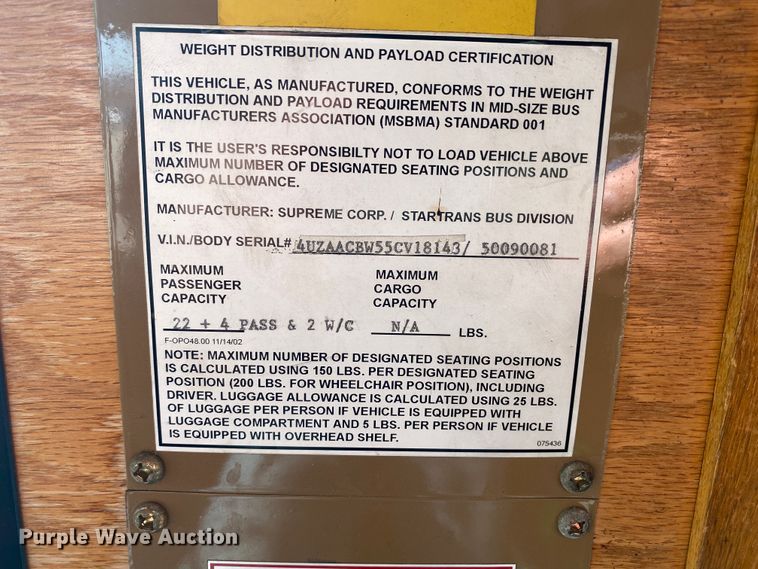 WEIGHT DISTRIBUTION AND PAYLOAD CERTIFICATION
THIS VEHICLE, AS MANUFACTURED, CONFORMS TO THE WEIGHT
DISTRIBUTION AND PAYLOAD REQUIREMENTS IN MID-SIZE BUS
MANUFACTURERS ASSOCIATION (MSBMA) STANDARD 001
IT IS THE USER'S RESPONSIBILTY NOT TO LOAD VEHICLE ABOVE
MAXIMUM NUMBER OF DESIGNATED SEATING POSITIONS AND
CARGO ALLOWANCE.
MANUFACTURER: SUPREME CORP. / STARTRANS BUS DIVISION
V.I.N./BODY SERIAL# 4UZAACBW55CV18143/ 50090081
MAXIMUM
PASSENGER
CAPACITY
22 + 4 PASS & 2 W/C
MAXIMUM
CARGO
CAPACITY
N/A LBS.
F-OPO48.00 11/14/02
NOTE: MAXIMUM NUMBER OF DESIGNATED SEATING POSITIONS
IS CALCULATED USING 150 LBS. PER DESIGNATED SEATING
POSITION (200 LBS. FOR WHEELCHAIR POSITION), INCLUDING
DRIVER. LUGGAGE ALLOWANCE IS CALCULATED USING 25 LBS.
OF LUGGAGE PER PERSON IF VEHICLE IS EQUIPPED WITH
LUGGAGE COMPARTMENT AND 5 LBS. PER PERSON IF VEHICLE
IS EQUIPPED WITH OVERHEAD SHELF.
075436
Purple Wave Auction